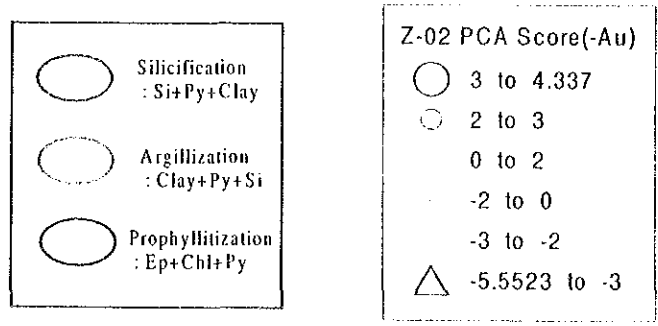 Silicification
: Si+Py+Clay
Argillization
: Clay+Py+Si
Prophyllitization
: Ep+Chl+Py
Z-02 PCA Score(-Au)
3 to 4.337
2 to 3
0 to 2
-2 to 0
-3 to -2
-5.5523 to -3